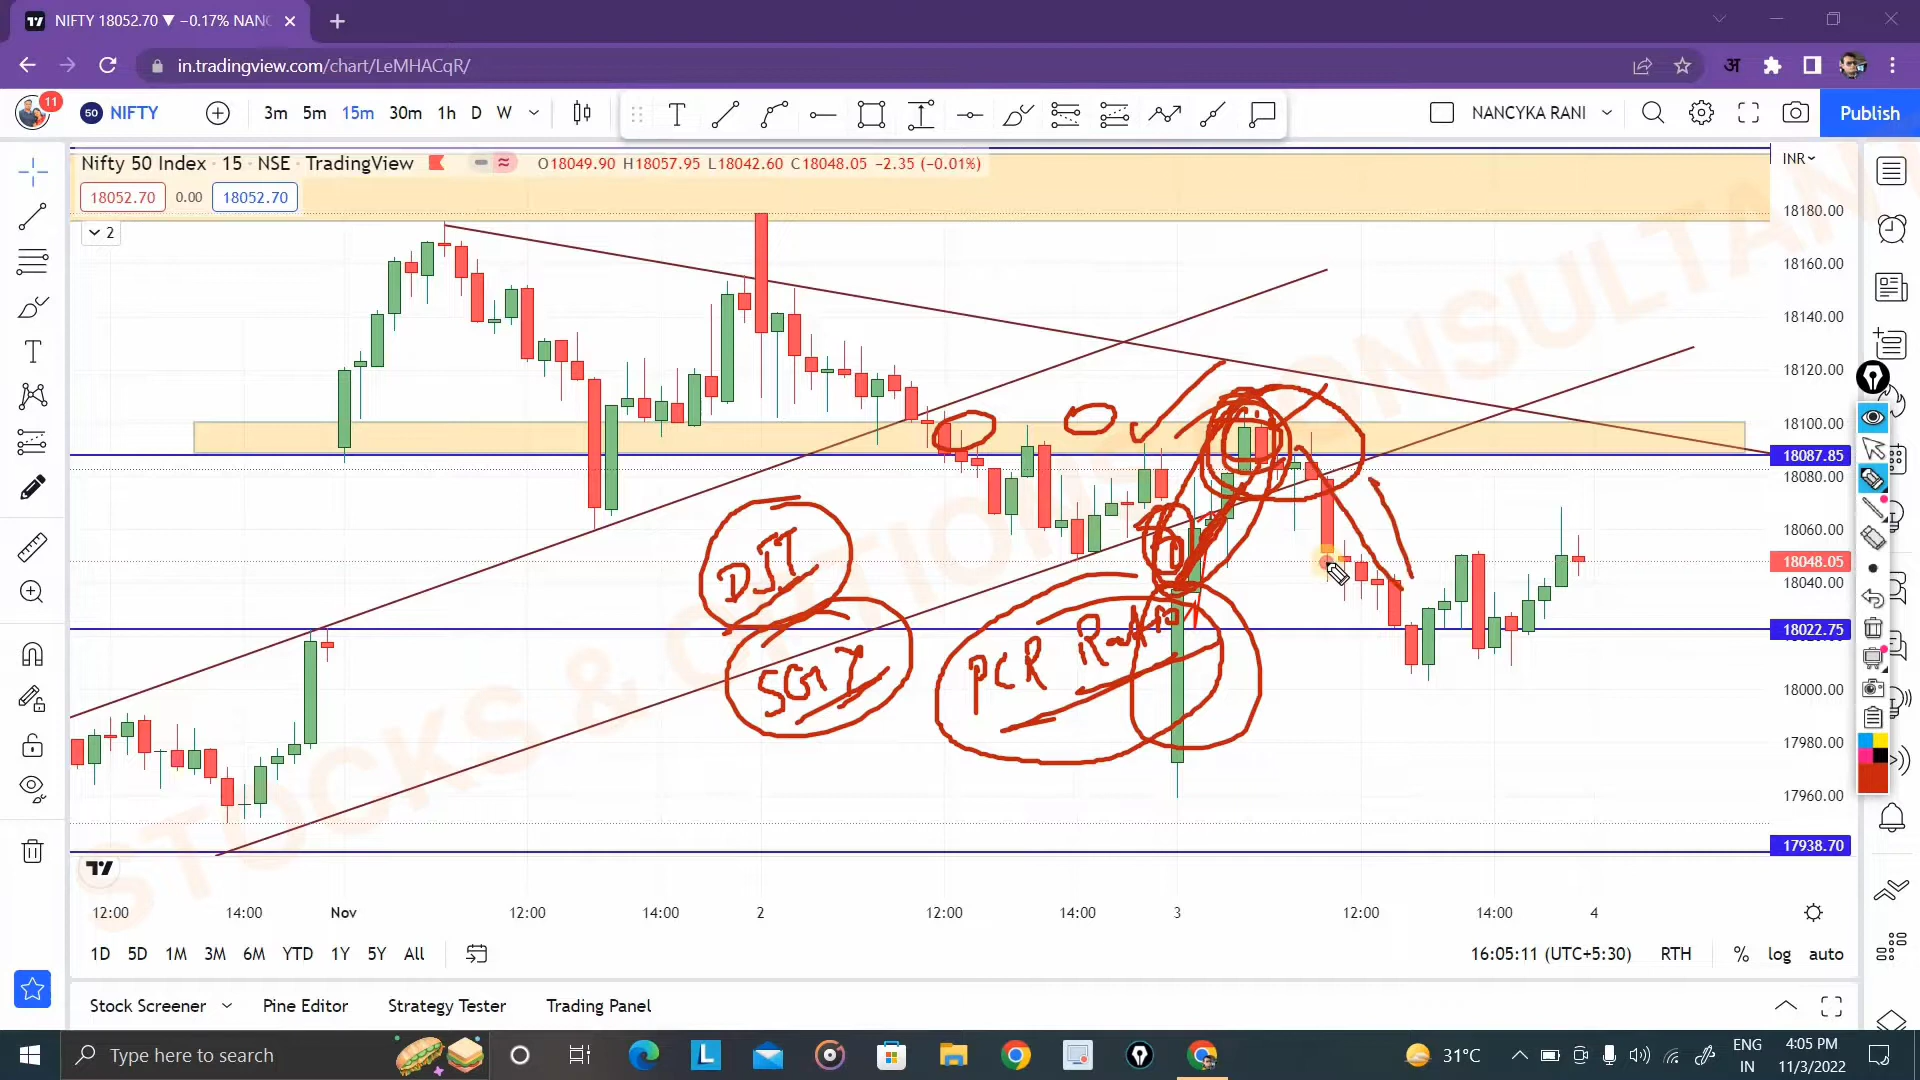 NIFTY 18052.70 ▼ −0.17% NANC
in.tradingview.com/chart/LeMHACqR/
11
50 NIFTY 3m 5m 15m 30m 1h D W T NANCYKA RANI Publish
Nifty 50 Index · 15 · NSE · TradingView O18049.90 H18057.95 L18042.60 C18048.05 −2.35 (−0.01%)
INR
18052.70 0.00 18052.70
2
STOCKS & OPTIONS CONSULTANT
18180.00
18160.00
18140.00
18120.00
18100.00
18087.85
18080.00
18060.00
18048.05
18040.00
18022.75
18000.00
17980.00
17960.00
17938.70
DJI
SGX
PCR Ratio
12:00 14:00 Nov 12:00 14:00 2 12:00 14:00 3 12:00 14:00 4
1D 5D 1M 3M 6M YTD 1Y 5Y All 16:05:11 (UTC+5:30) RTH % log auto
Stock Screener Pine Editor Strategy Tester Trading Panel
Type here to search
31°C
ENG
IN
4:05 PM
11/3/2022